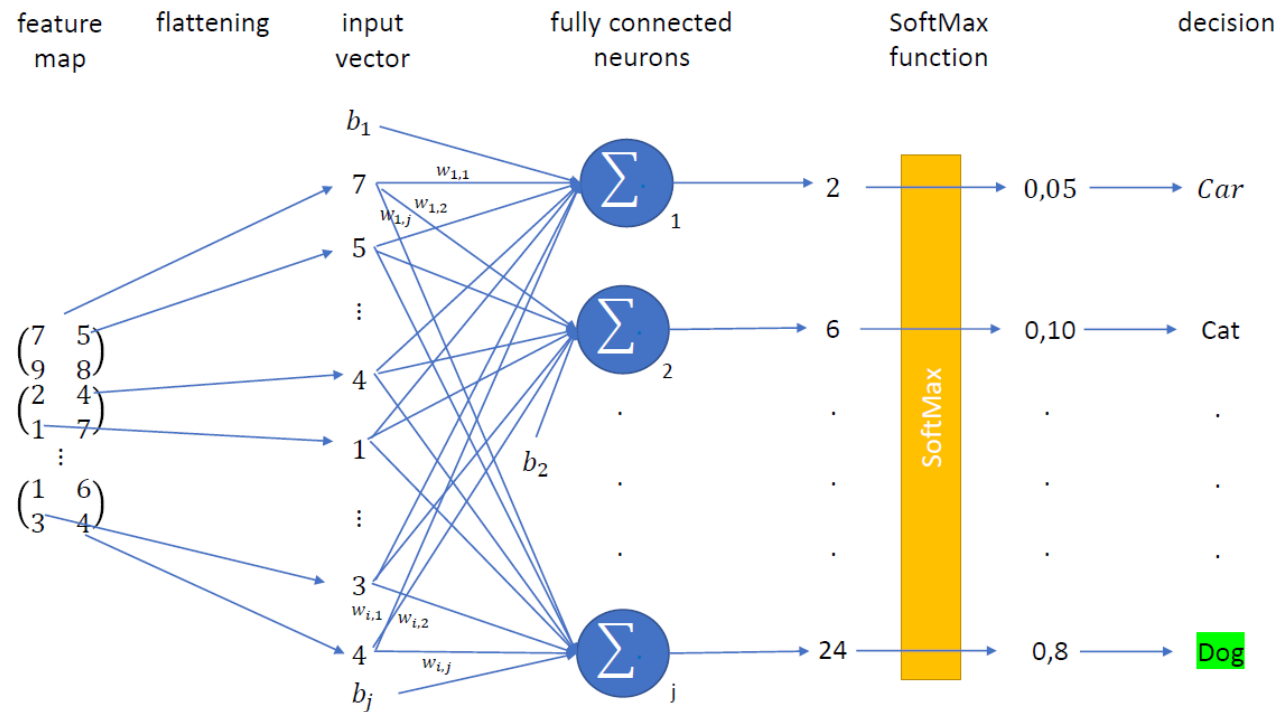 feature map
flattening
input vector
fully connected neurons
SoftMax function
decision
b₁
7
w₁,₁
w₁,₂
w₁,ⱼ
5
⋮
4
1
⋮
3
wᵢ,₁
wᵢ,₂
4
wᵢ,ⱼ
bⱼ
7 5
9 8
2 4
1 7
⋮
1 6
3 4
∑. 1
∑. 2
b₂
.
.
.
∑. j
2
6
.
.
.
24
SoftMax
0,05
0,10
.
.
.
0,8
Car
Cat
.
.
.
Dog